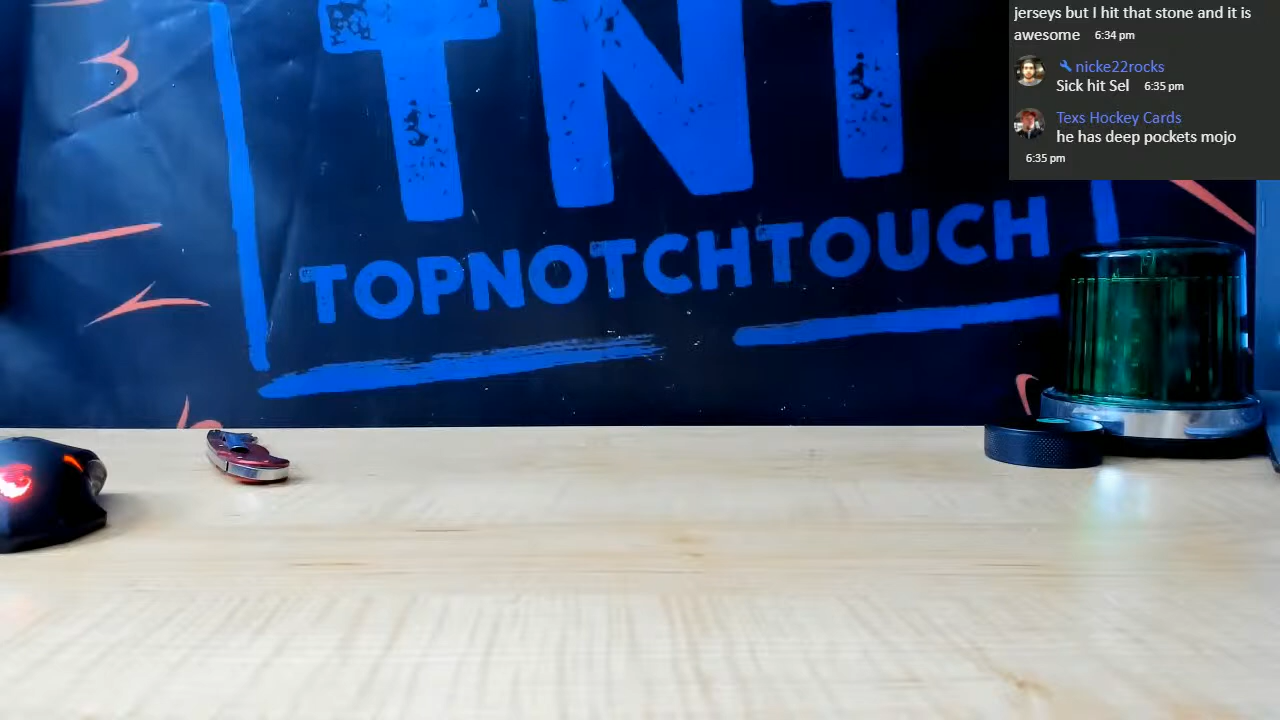 TNT
TOPNOTCHTOUCH
jerseys but I hit that stone and it is
awesome 6:34 pm
nicke22rocks
Sick hit Sel 6:35 pm
Texs Hockey Cards
he has deep pockets mojo
6:35 pm